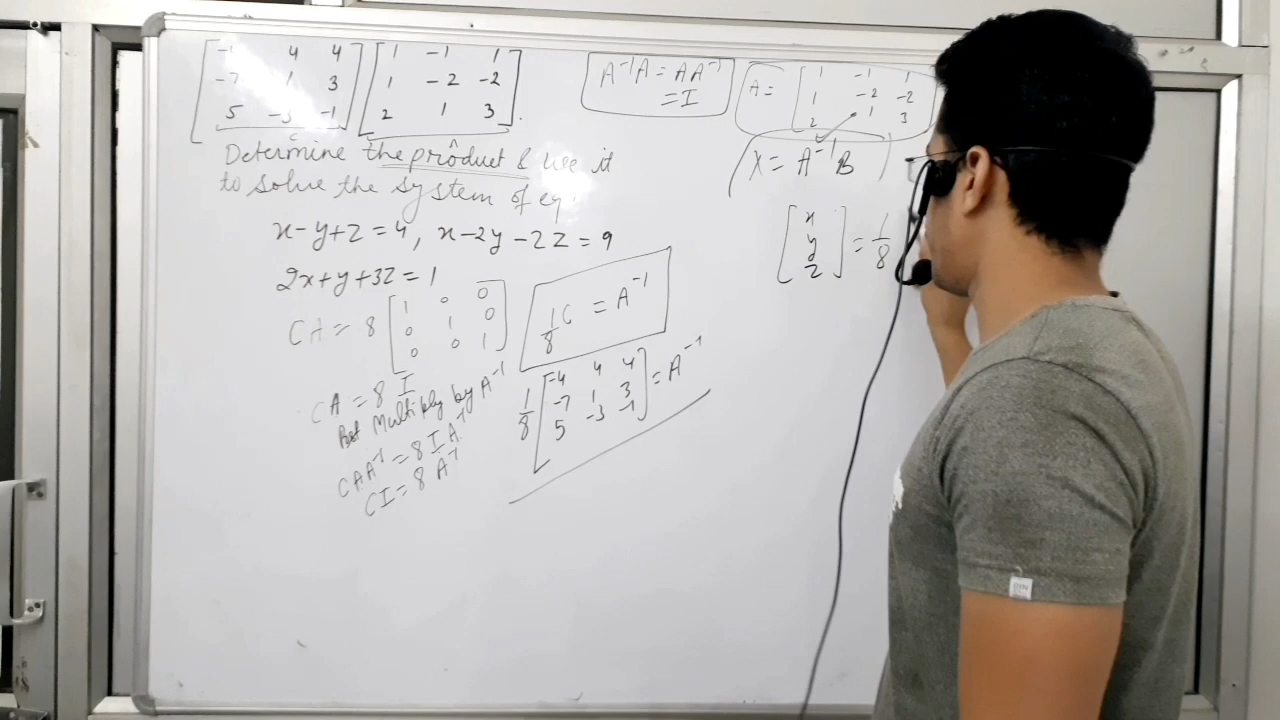 [-1 4 4] [1 -1 1]
[-7 1 3] [1 -2 -2]
[5 -3 -1] [2 1 3].
C A
Determine the product & use it
to solve the system of eqn
x-y+z=4, x-2y-2z=9
2x+y+3z=1
CA = 8 [1 0 0]
[0 1 0]
[0 0 1]
CA = 8 I
Post Multiply by A⁻¹
CAA⁻¹ = 8 I A⁻¹
CI = 8 A⁻¹
1/8 C = A⁻¹
1/8 [-4 4 4] = A⁻¹
[-7 1 3]
[5 -3 -1]
A⁻¹A = AA⁻¹
= I
A = [1 -1 1]
[1 -2 -2]
[2 1 3]
X = A⁻¹ B
[x] = 1/8
[y]
[z]